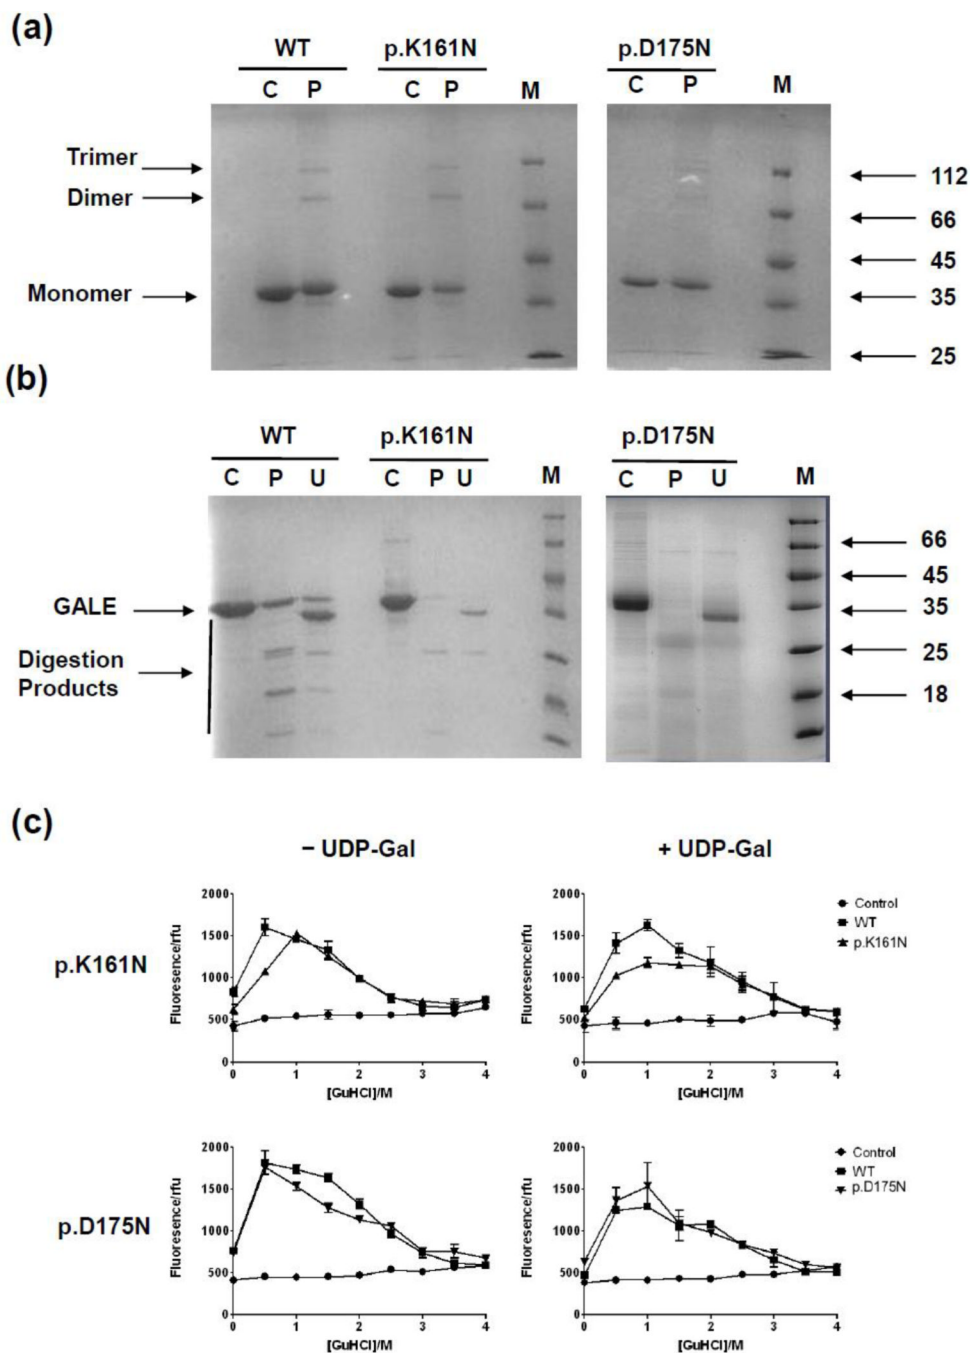 (a)
WT p.K161N p.D175N
C P C P M C P M
Trimer
Dimer
Monomer
112
66
45
35
25
(b)
WT p.K161N p.D175N
C P U C P U M C P U M
GALE
Digestion
Products
66
45
35
25
18
(c)
− UDP-Gal + UDP-Gal
p.K161N
Fluoresence/rfu
2000
1500
1000
500
0
0 1 2 3 4
[GuHCl]/M
Fluoresence/rfu
2000
1500
1000
500
0
0 1 2 3 4
[GuHCl]/M
Control
WT
p.K161N
p.D175N
Fluoresence/rfu
2000
1500
1000
500
0
0 1 2 3 4
[GuHCl]/M
Fluoresence/rfu
2000
1500
1000
500
0
0 1 2 3 4
[GuHCl]/M
Control
WT
p.D175N